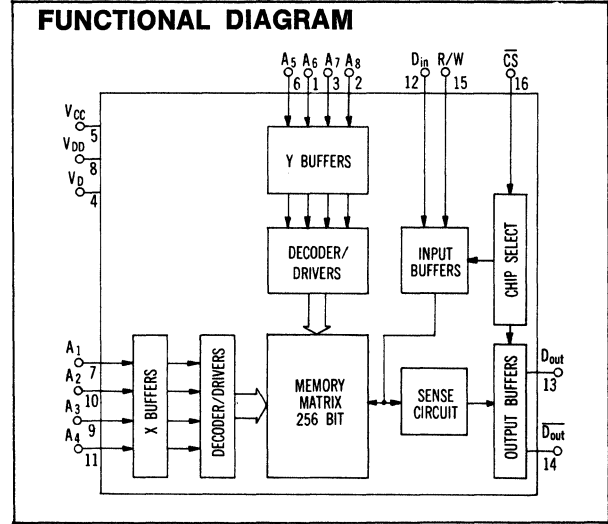 FUNCTIONAL DIAGRAM
A5 A6 A7 A8 Din R/W C̅S̅
6 1 3 2 12 15 16
VCC
5
VDD
8
VD
4
Y BUFFERS
DECODER/
DRIVERS
INPUT
BUFFERS
CHIP SELECT
A1
7
A2
10
A3
9
A4
11
X BUFFERS
DECODER/DRIVERS
MEMORY
MATRIX
256 BIT
SENSE
CIRCUIT
OUTPUT BUFFERS
Dout
13
D̅o̅u̅t̅
14